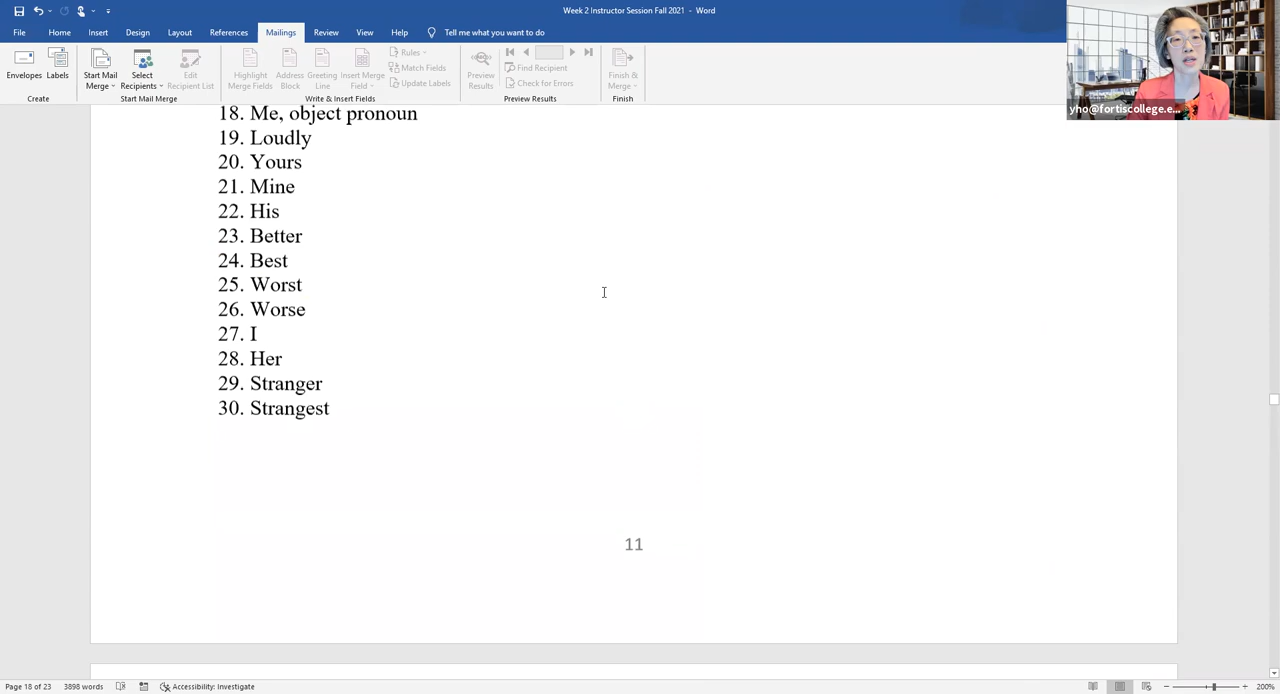 Week 2 Instructor Session Fall 2021 - Word
File Home Insert Design Layout References Mailings Review View Help Tell me what you want to do
Envelopes Labels
Create
Start Mail Merge Select Recipients Edit Recipient List
Start Mail Merge
Highlight Merge Fields Address Block Greeting Line Insert Merge Field
Rules
Match Fields
Update Labels
Write & Insert Fields
Preview Results
Find Recipient
Check for Errors
Preview Results
Finish & Merge
Finish
yho@fortiscollege.e...
18. Me, object pronoun
19. Loudly
20. Yours
21. Mine
22. His
23. Better
24. Best
25. Worst
26. Worse
27. I
28. Her
29. Stranger
30. Strangest
11
Page 18 of 23 3898 words Accessibility: Investigate 200%